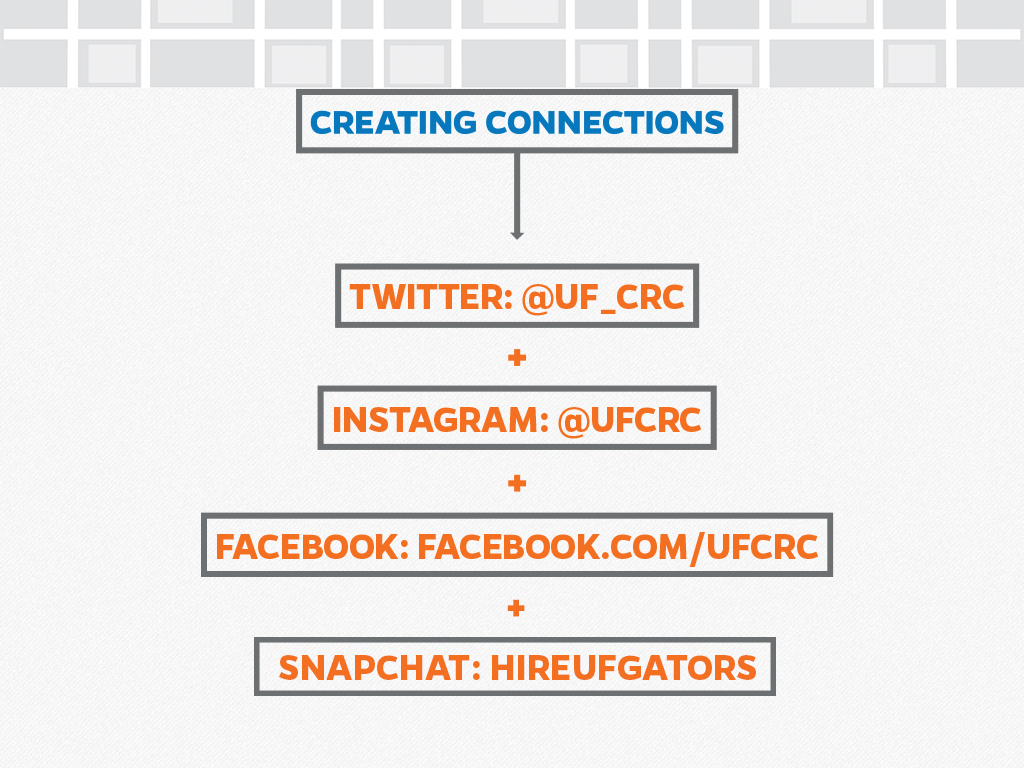 CREATING CONNECTIONS
TWITTER: @UF_CRC
+
INSTAGRAM: @UFCRC
+
FACEBOOK: FACEBOOK.COM/UFCRC
+
SNAPCHAT: HIREUFGATORS